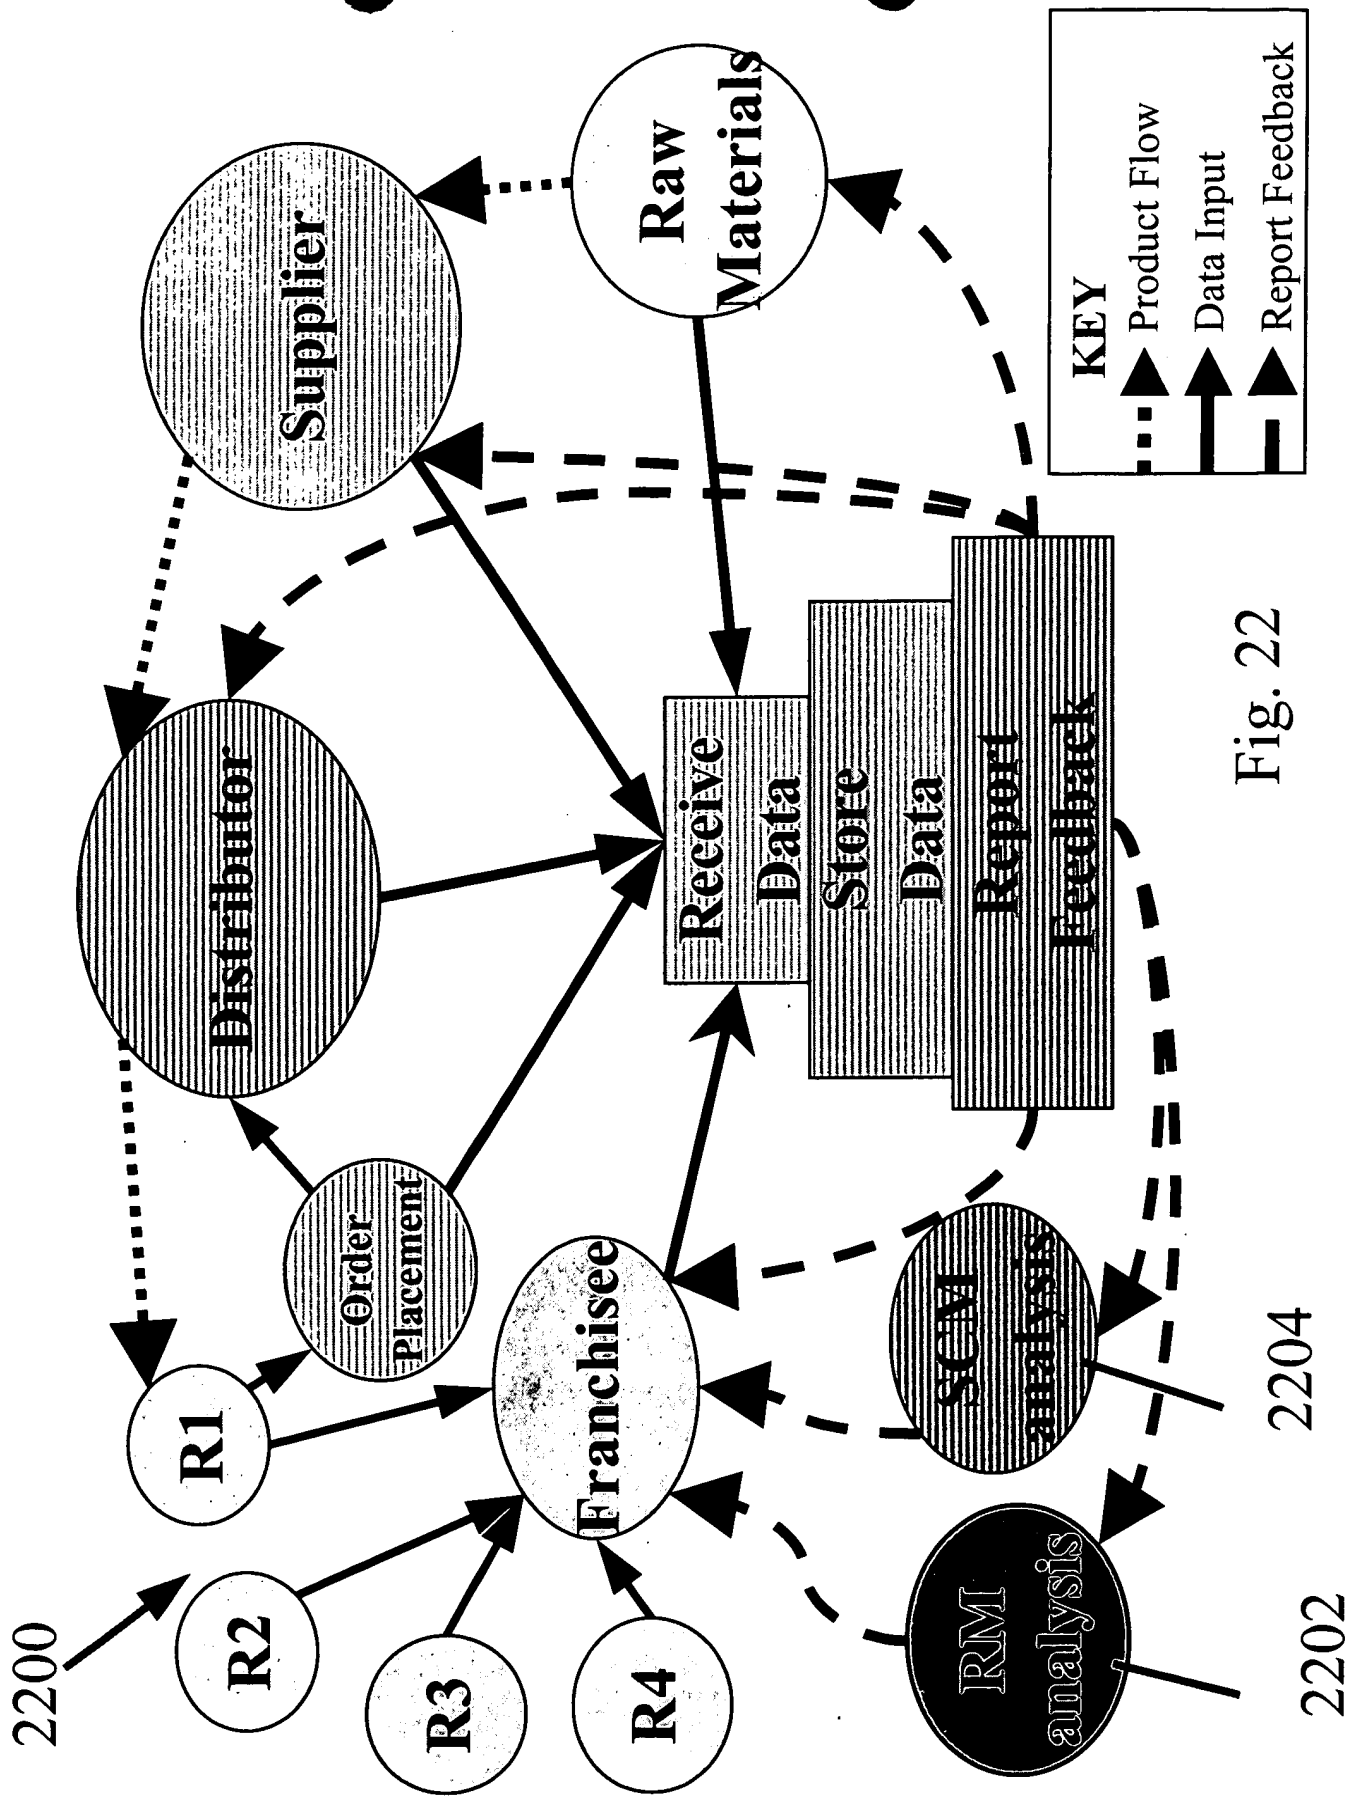 2200
R1
R2
R3
R4
Order
Placement
Distributor
Supplier
Franchisee
Receive
Data
Store
Data
Report
Feedback
Raw
Materials
RM
analysis
SCM
analysis
2202
2204
Fig. 22
KEY
Product Flow
Data Input
Report Feedback